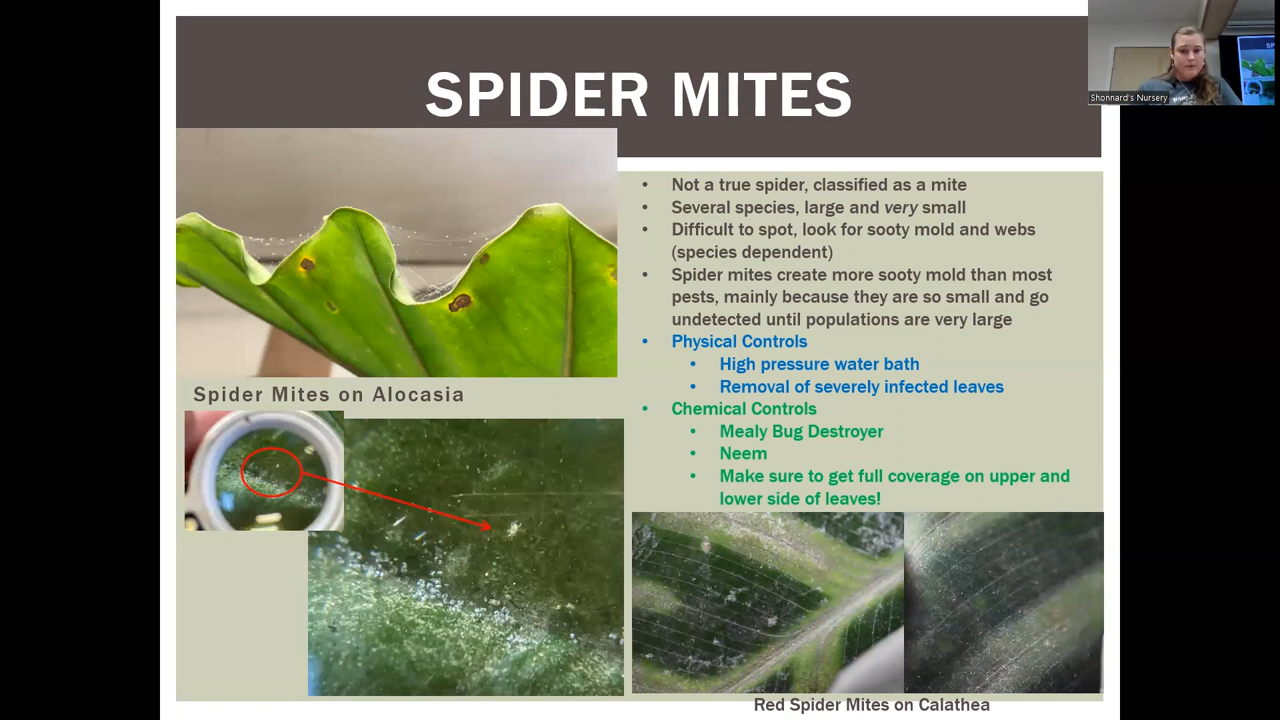 SPIDER MITES
Shonnard's Nursery
• Not a true spider, classified as a mite
• Several species, large and very small
• Difficult to spot, look for sooty mold and webs
(species dependent)
• Spider mites create more sooty mold than most
pests, mainly because they are so small and go
undetected until populations are very large
• Physical Controls
• High pressure water bath
• Removal of severely infected leaves
• Chemical Controls
• Mealy Bug Destroyer
• Neem
• Make sure to get full coverage on upper and
lower side of leaves!
Spider Mites on Alocasia
Red Spider Mites on Calathea